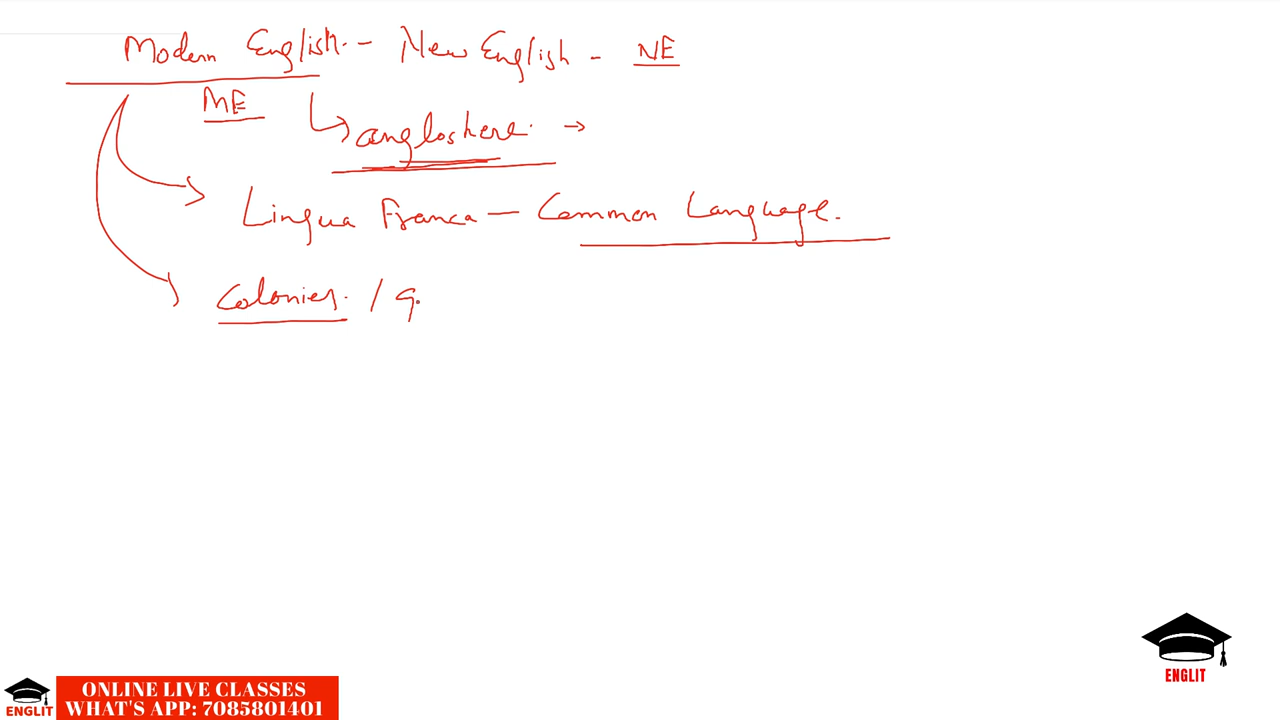 Modern English - New English - NE
ME
angloshere. →
Lingua Franca - Common Language.
Colonies. / g
ENGLIT
ONLINE LIVE CLASSES
WHAT'S APP: 7085801401
ENGLIT